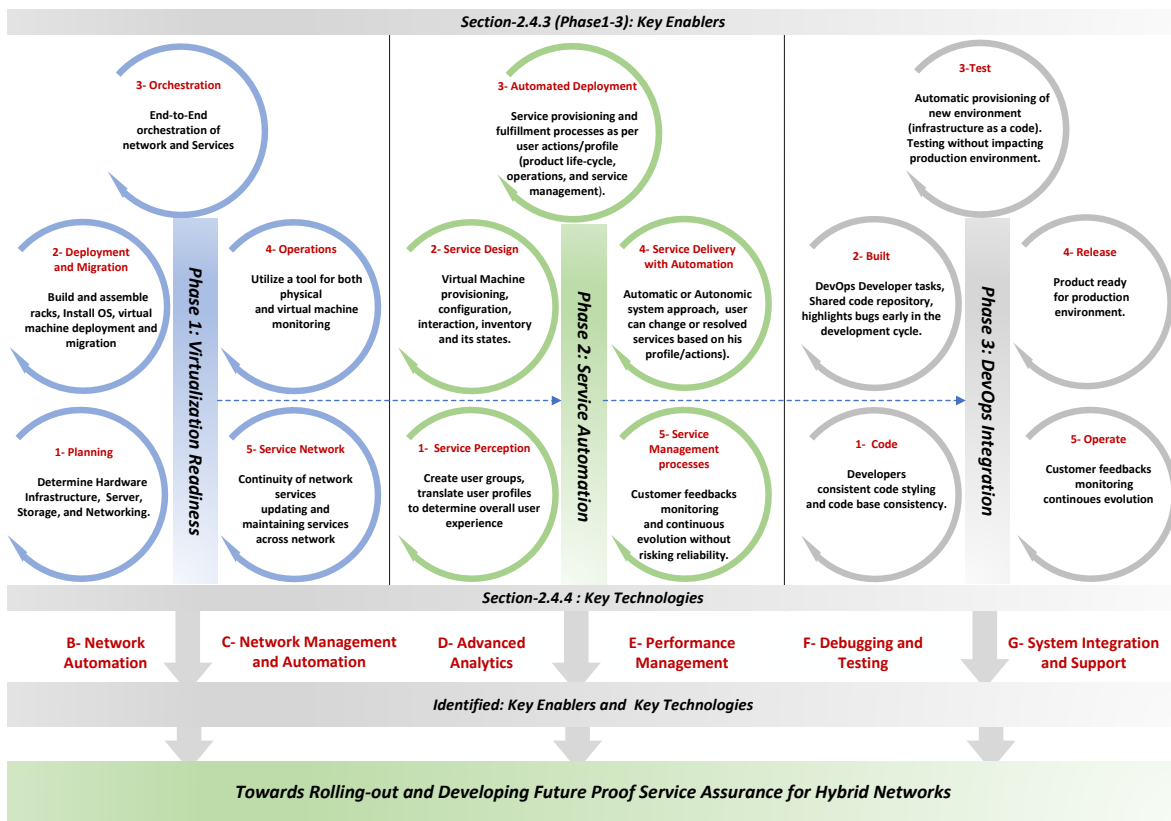 Section-2.4.3 (Phase1-3): Key Enablers
3- Orchestration
End-to-End
orchestration of
network and Services
2- Deployment
and Migration
Build and assemble
racks, Install OS, virtual
machine deployment and
migration
4- Operations
Utilize a tool for both
physical
and virtual machine
monitoring
1- Planning
Determine Hardware
Infrastructure, Server,
Storage, and Networking.
5- Service Network
Continuity of network
services
updating and
maintaining services
across network
Phase 1: Virtualization Readiness
3- Automated Deployment
Service provisioning and
fulfillment processes as per
user actions/profile
(product life-cycle,
operations, and service
management).
2- Service Design
Virtual Machine
provisioning,
configuration,
interaction, inventory
and its states.
4- Service Delivery
with Automation
Automatic or Autonomic
system approach, user
can change or resolved
services based on his
profile/actions).
1- Service Perception
Create user groups,
translate user profiles
to determine overall user
experience
5- Service
Management
processes
Customer feedbacks
monitoring
and continuous
evolution without
risking reliability.
Phase 2: Service Automation
3-Test
Automatic provisioning of
new environment
(infrastructure as a code).
Testing without impacting
production environment.
2- Built
DevOps Developer tasks,
Shared code repository,
highlights bugs early in the
development cycle.
4- Release
Product ready
for production
environment.
1- Code
Developers
consistent code styling
and code base consistency.
5- Operate
Customer feedbacks
monitoring
continoues evolution
Phase 3: DevOps Integration
Section-2.4.4 : Key Technologies
B- Network
Automation
C- Network Management
and Automation
D- Advanced
Analytics
E- Performance
Management
F- Debugging and
Testing
G- System Integration
and Support
Identified: Key Enablers and Key Technologies
Towards Rolling-out and Developing Future Proof Service Assurance for Hybrid Networks